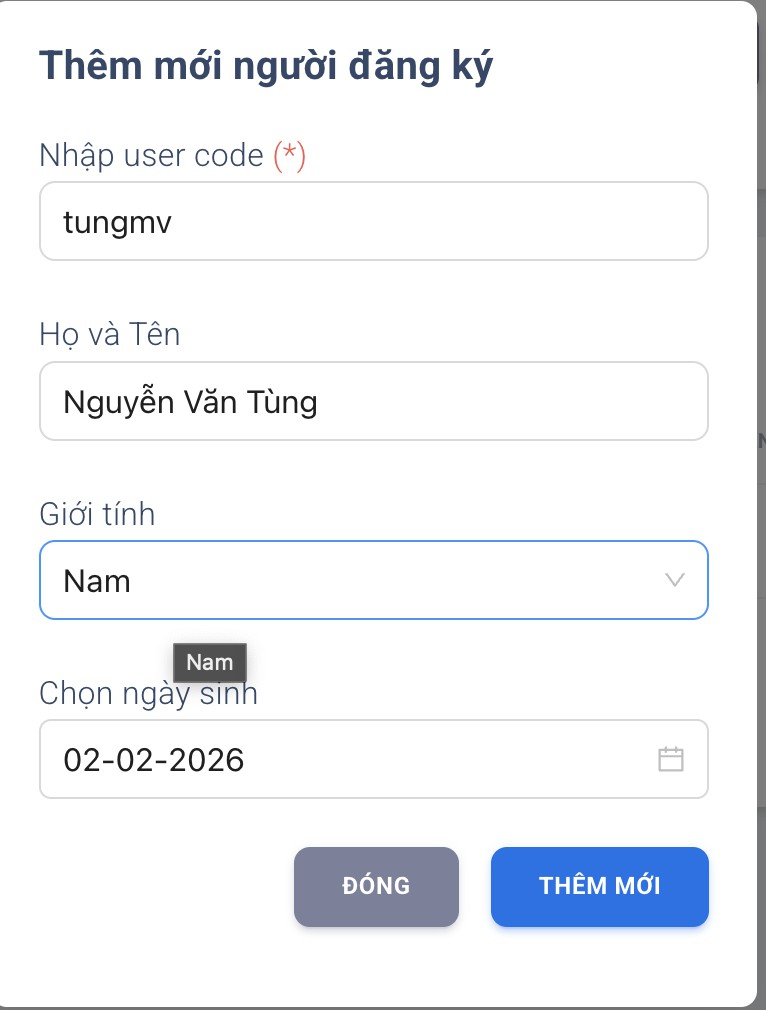 Thêm mới người đăng ký
Nhập user code (*)
tungmv
Họ và Tên
Nguyễn Văn Tùng
Giới tính
Nam
Nam
Chọn ngày sinh
02-02-2026
ĐÓNG
THÊM MỚI